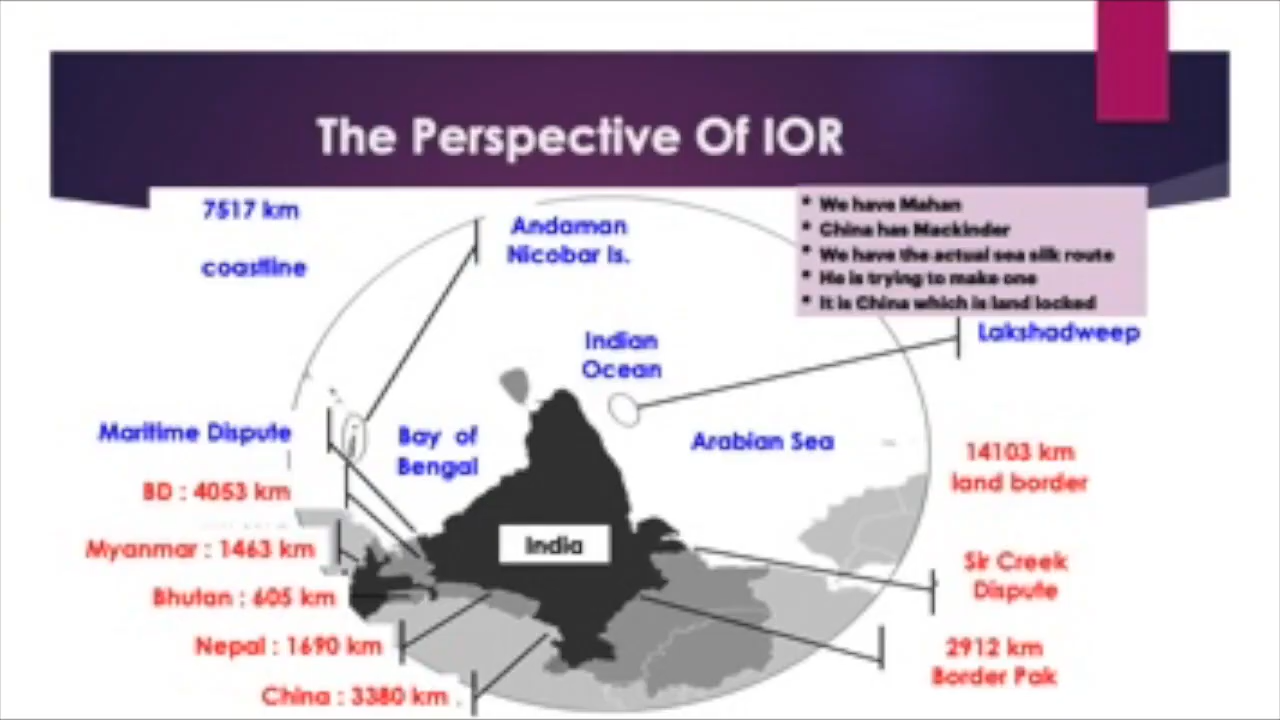 The Perspective Of IOR
7517 km
coastline
Andaman
Nicobar Is.
* We have Mahan
* China has Mackinder
* We have the actual sea silk route
* He is trying to make one
* It is China which is land locked
Lakshadweep
Indian
Ocean
Maritime Dispute
Bay of
Bengal
Arabian Sea
14103 km
land border
BD : 4053 km
Myanmar : 1463 km
India
Sir Creek
Dispute
Bhutan : 605 km
Nepal : 1690 km
2912 km
Border Pak
China : 3380 km .